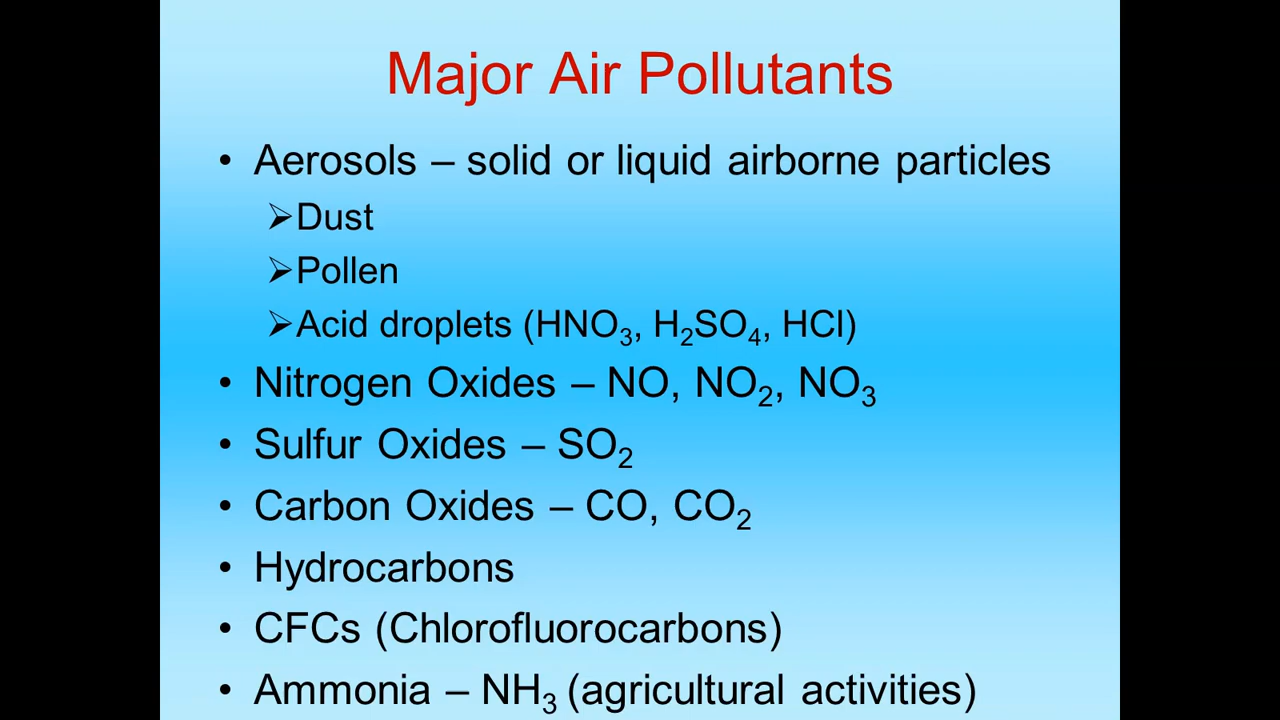 Major Air Pollutants
• Aerosols – solid or liquid airborne particles
➢Dust
➢Pollen
➢Acid droplets (HNO₃, H₂SO₄, HCl)
• Nitrogen Oxides – NO, NO₂, NO₃
• Sulfur Oxides – SO₂
• Carbon Oxides – CO, CO₂
• Hydrocarbons
• CFCs (Chlorofluorocarbons)
• Ammonia – NH₃ (agricultural activities)